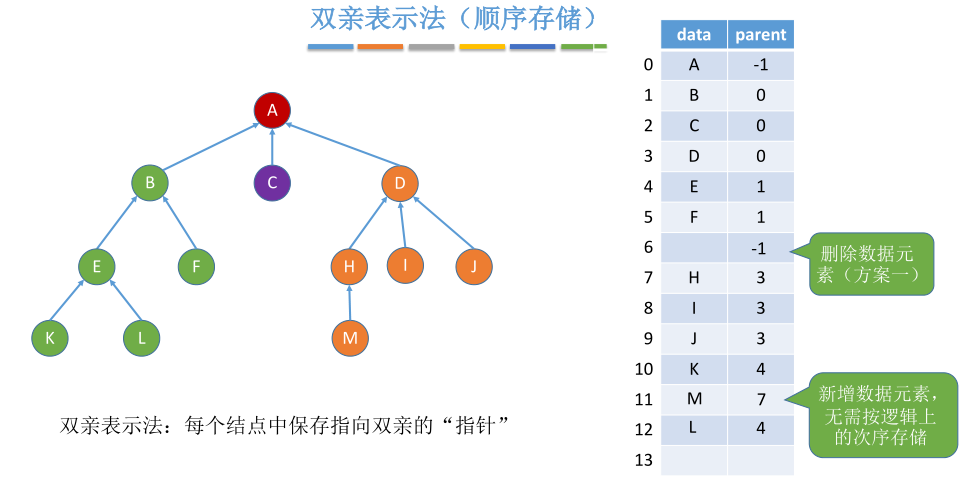 双亲表示法（顺序存储）
A
B
C
D
E
F
H
I
J
K
L
M
双亲表示法：每个结点中保存指向双亲的“指针”
data parent
0 A -1
1 B 0
2 C 0
3 D 0
4 E 1
5 F 1
6 -1
7 H 3
8 I 3
9 J 3
10 K 4
11 M 7
12 L 4
13
删除数据元
素（方案一）
新增数据元素，
无需按逻辑上
的次序存储